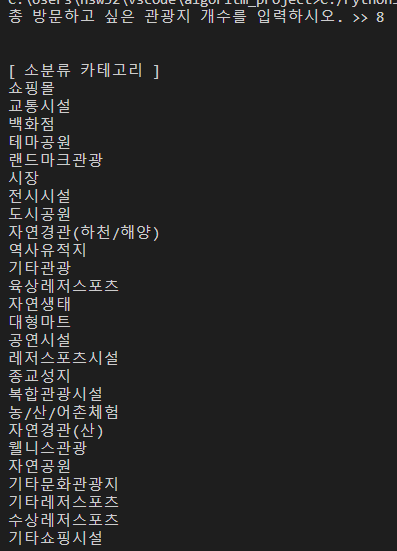 총 방문하고 싶은 관광지 개수를 입력하시오. >> 8
[ 소분류 카테고리 ]
쇼핑몰
교통시설
백화점
테마공원
랜드마크관광
시장
전시시설
도시공원
자연경관(하천/해양)
역사유적지
기타관광
육상레저스포츠
자연생태
대형마트
공연시설
레저스포츠시설
종교성지
복합관광시설
농/산/어촌체험
자연경관(산)
웰니스관광
자연공원
기타문화관광지
기타레저스포츠
수상레저스포츠
기타쇼핑시설